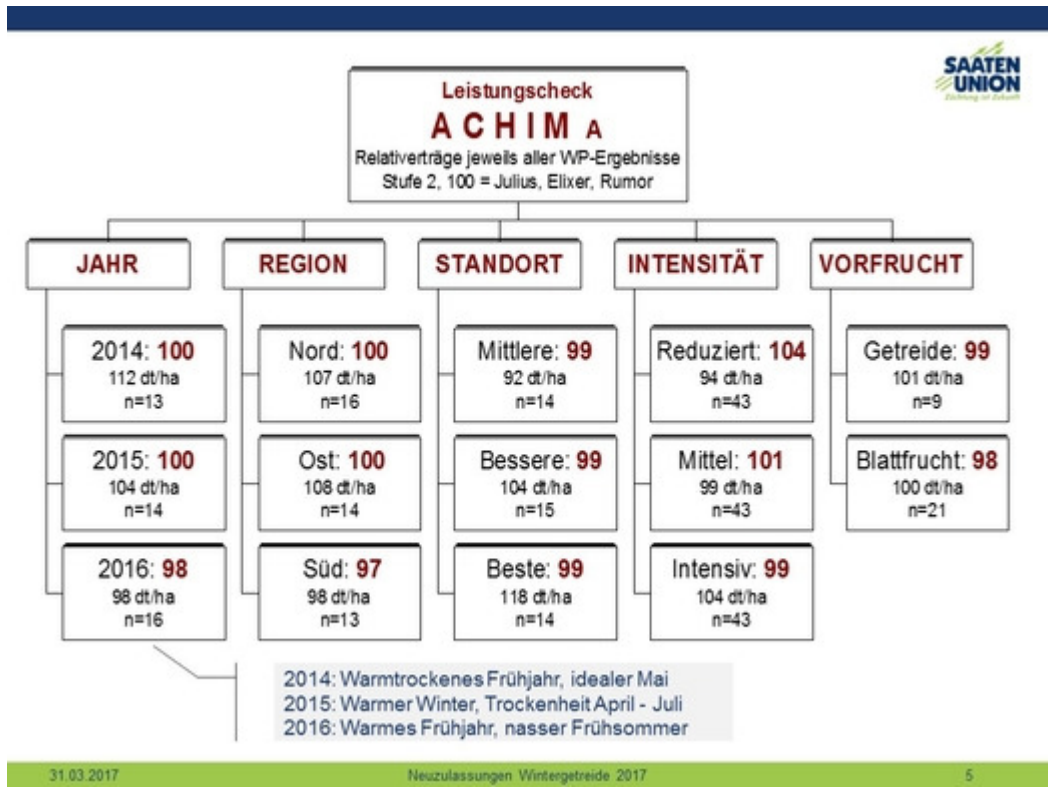 SAATEN
UNION
Züchtung ist Zukunft
Leistungscheck
ACHIM A
Relativerträge jeweils aller WP-Ergebnisse
Stufe 2, 100 = Julius, Elixer, Rumor
JAHR
REGION
STANDORT
INTENSITÄT
VORFRUCHT
2014: 100
112 dt/ha
n=13
Nord: 100
107 dt/ha
n=16
Mittlere: 99
92 dt/ha
n=14
Reduziert: 104
94 dt/ha
n=43
Getreide: 99
101 dt/ha
n=9
2015: 100
104 dt/ha
n=14
Ost: 100
108 dt/ha
n=14
Bessere: 99
104 dt/ha
n=15
Mittel: 101
99 dt/ha
n=43
Blattfrucht: 98
100 dt/ha
n=21
2016: 98
98 dt/ha
n=16
Süd: 97
98 dt/ha
n=13
Beste: 99
118 dt/ha
n=14
Intensiv: 99
104 dt/ha
n=43
2014: Warmtrockenes Frühjahr, idealer Mai
2015: Warmer Winter, Trockenheit April - Juli
2016: Warmes Frühjahr, nasser Frühsommer
31.03.2017
Neuzulassungen Wintergetreide 2017
5